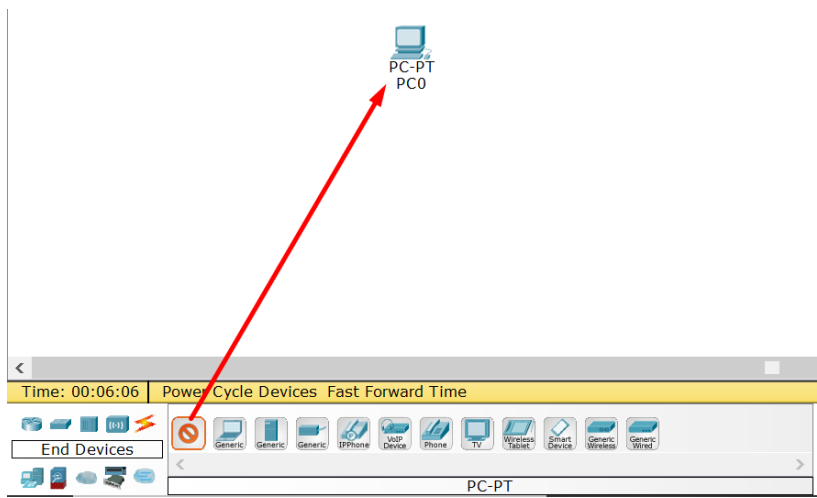 PC-PT
PC0
Time: 00:06:06
Power Cycle Devices Fast Forward Time
End Devices
Generic
Generic
Generic
IPPhone
VoIP
Device
Phone
TV
Wireless
Tablet
Smart
Device
Generic
Wireless
Generic
Wired
PC-PT